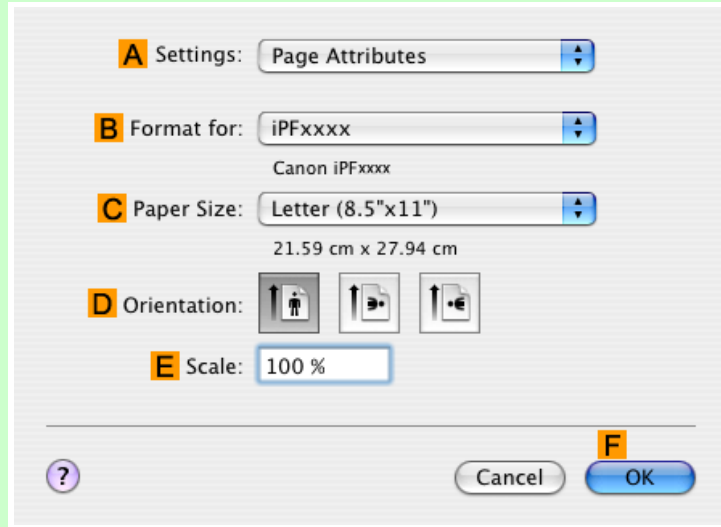 A Settings: Page Attributes
B Format for: iPFxxxx
Canon iPFxxxx
C Paper Size: Letter (8.5"x11")
21.59 cm x 27.94 cm
D Orientation:
E Scale: 100 %
F
? Cancel OK